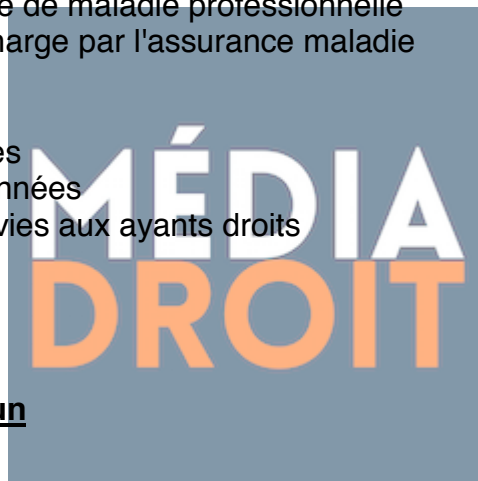 de maladie professionnelle
harge par l'assurance maladie
es
MÉDIA
nnées
vies aux ayants droits
DROIT
un